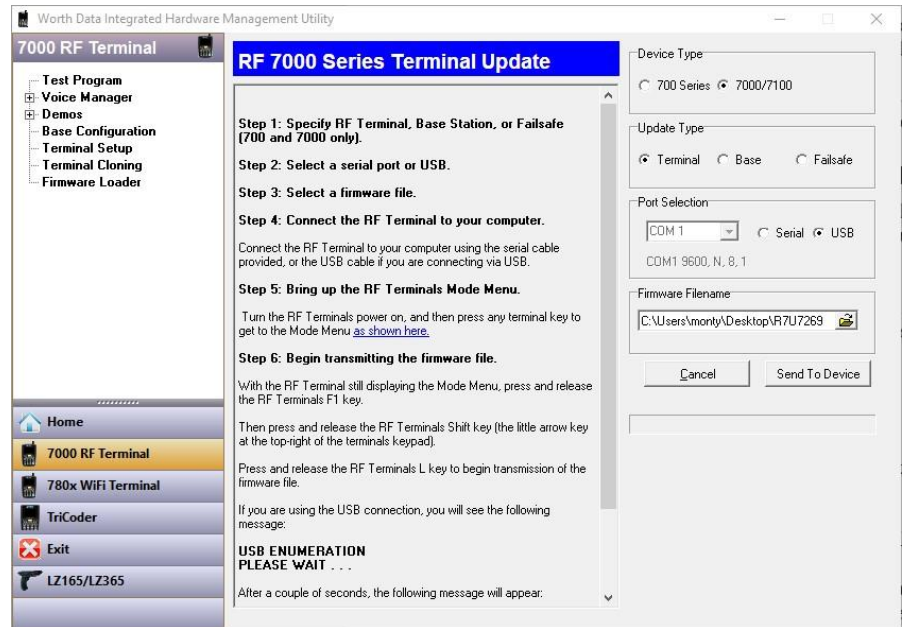 Worth Data Integrated Hardware Management Utility
7000 RF Terminal
Test Program
Voice Manager
Demos
Base Configuration
Terminal Setup
Terminal Cloning
Firmware Loader
Home
7000 RF Terminal
780x WiFi Terminal
TriCoder
Exit
LZ165/LZ365
RF 7000 Series Terminal Update
Step 1: Specify RF Terminal, Base Station, or Failsafe
(700 and 7000 only).
Step 2: Select a serial port or USB.
Step 3: Select a firmware file.
Step 4: Connect the RF Terminal to your computer.
Connect the RF Terminal to your computer using the serial cable
provided, or the USB cable if you are connecting via USB.
Step 5: Bring up the RF Terminals Mode Menu.
Turn the RF Terminals power on, and then press any terminal key to
get to the Mode Menu as shown here.
Step 6: Begin transmitting the firmware file.
With the RF Terminal still displaying the Mode Menu, press and release
the RF Terminals F1 key.
Then press and release the RF Terminals Shift key (the little arrow key
at the top-right of the terminals keypad).
Press and release the RF Terminals L key to begin transmission of the
firmware file.
If you are using the USB connection, you will see the following
message:
USB ENUMERATION
PLEASE WAIT . . .
After a couple of seconds, the following message will appear:
Device Type
700 Series 7000/7100
Update Type
Terminal Base Failsafe
Port Selection
COM 1 Serial USB
COM1 9600, N, 8, 1
Firmware Filename
C:\Users\monty\Desktop\R7U7269
Cancel Send To Device